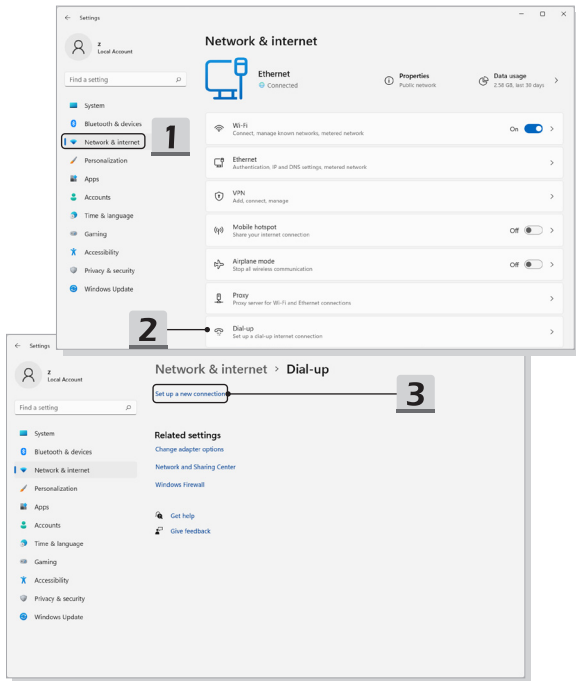 Settings
z
Local Account
Find a setting
System
Bluetooth & devices
Network & internet
Personalization
Apps
Accounts
Time & language
Gaming
Accessibility
Privacy & security
Windows Update
1
Network & internet
Ethernet
Connected
Properties
Public network
Data usage
2.58 GB, last 30 days
Wi-Fi
Connect, manage known networks, metered network
On
Ethernet
Authentication, IP and DNS settings, metered network
VPN
Add, connect, manage
Mobile hotspot
Share your internet connection
Off
Airplane mode
Stop all wireless communication
Off
Proxy
Proxy server for Wi-Fi and Ethernet connections
2
Dial-up
Set up a dial-up internet connection
Settings
z
Local Account
Find a setting
System
Bluetooth & devices
Network & internet
Personalization
Apps
Accounts
Time & language
Gaming
Accessibility
Privacy & security
Windows Update
Network & internet > Dial-up
Set up a new connection
3
Related settings
Change adapter options
Network and Sharing Center
Windows Firewall
Get help
Give feedback